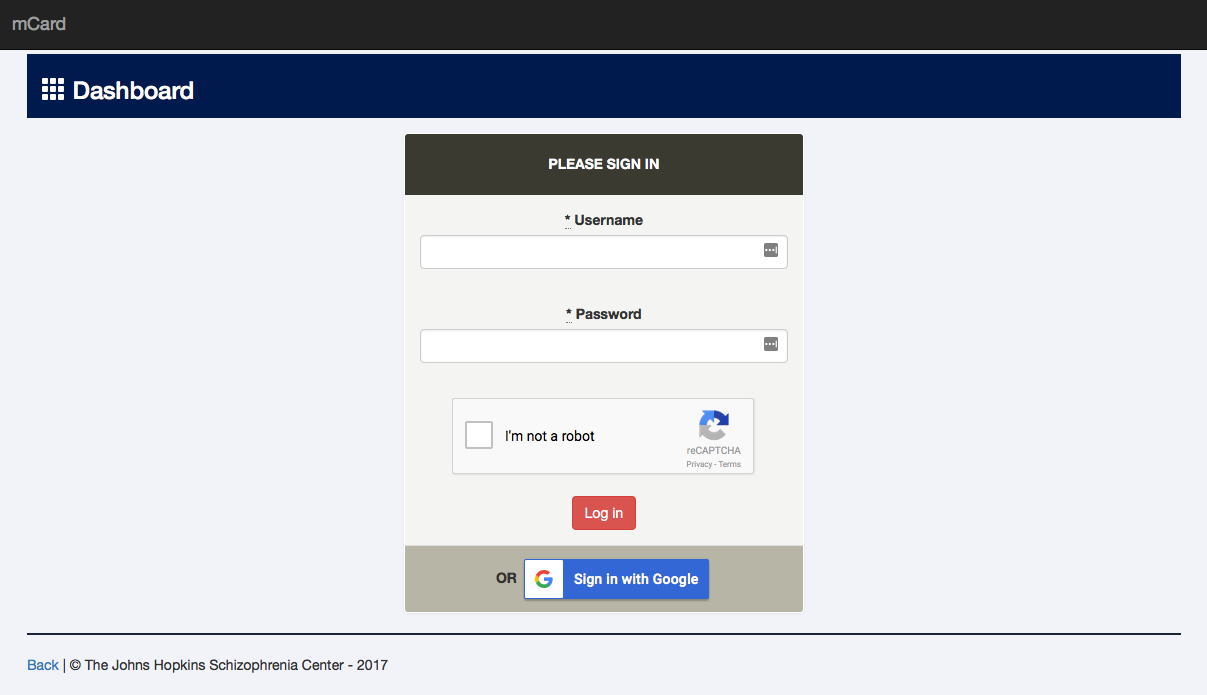 mCard
Dashboard
PLEASE SIGN IN
* Username
* Password
I'm not a robot
reCAPTCHA
Privacy - Terms
Log in
OR Sign in with Google
Back | © The Johns Hopkins Schizophrenia Center - 2017